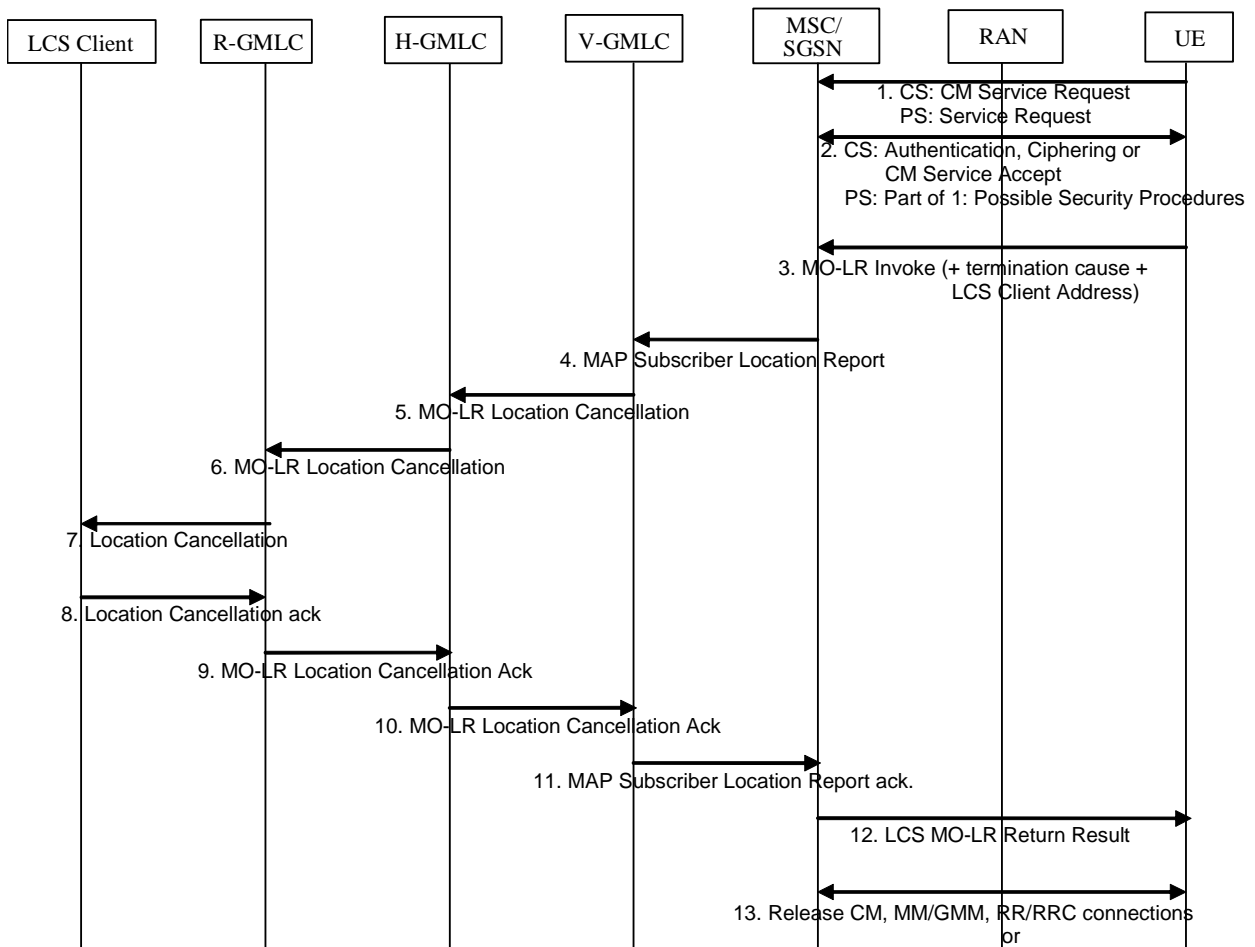 LCS Client
R-GMLC
H-GMLC
V-GMLC
MSC/
SGSN
RAN
UE
1. CS: CM Service Request
PS: Service Request
2. CS: Authentication, Ciphering or
CM Service Accept
PS: Part of 1: Possible Security Procedures
3. MO-LR Invoke (+ termination cause +
LCS Client Address)
4. MAP Subscriber Location Report
5. MO-LR Location Cancellation
6. MO-LR Location Cancellation
7. Location Cancellation
8. Location Cancellation ack
9. MO-LR Location Cancellation Ack
10. MO-LR Location Cancellation Ack
11. MAP Subscriber Location Report ack.
12. LCS MO-LR Return Result
13. Release CM, MM/GMM, RR/RRC connections
or